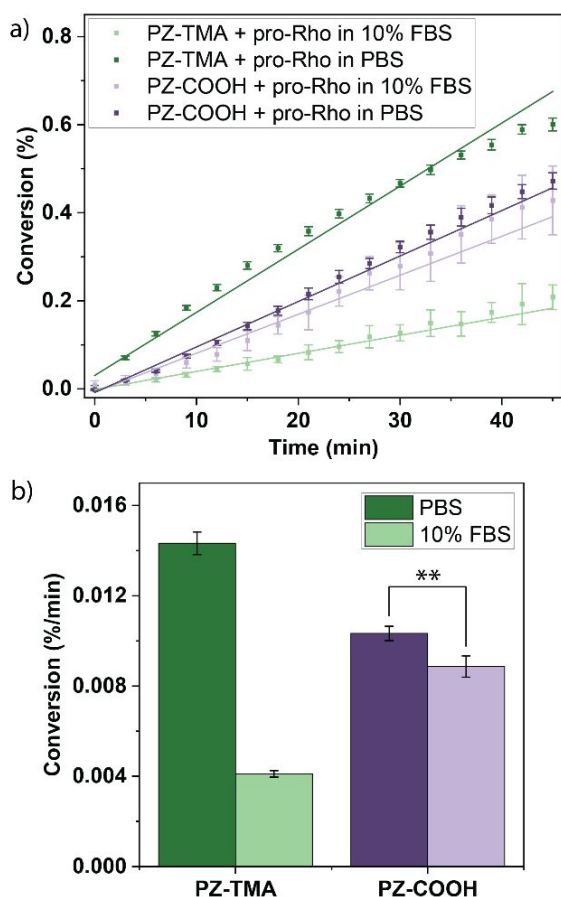 a)
PZ-TMA + pro-Rho in 10% FBS
PZ-TMA + pro-Rho in PBS
PZ-COOH + pro-Rho in 10% FBS
PZ-COOH + pro-Rho in PBS
Conversion (%)
0.8
0.6
0.4
0.2
0.0
0
10
20
30
40
Time (min)
b)
PBS
10% FBS
**
Conversion (%/min)
0.016
0.012
0.008
0.004
0.000
PZ-TMA
PZ-COOH